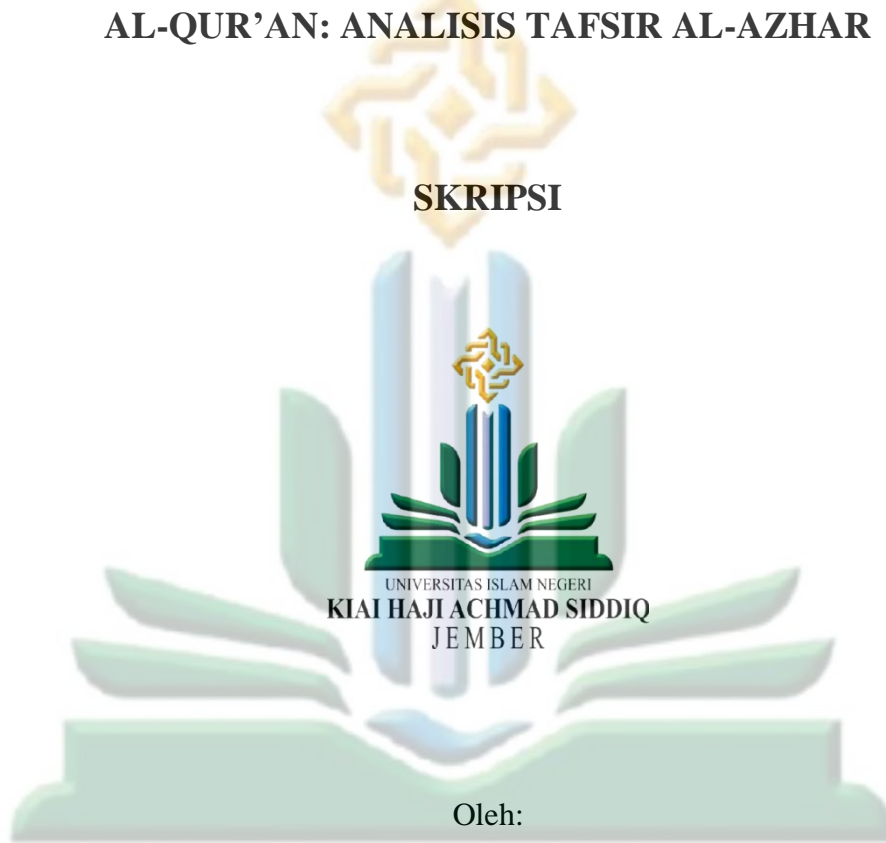 AL-QUR’AN: ANALISIS TAFSIR AL-AZHAR
SKRIPSI
UNIVERSITAS ISLAM NEGERI
KIAI HAJI ACHMAD SIDDIQ
JEMBER
Oleh: